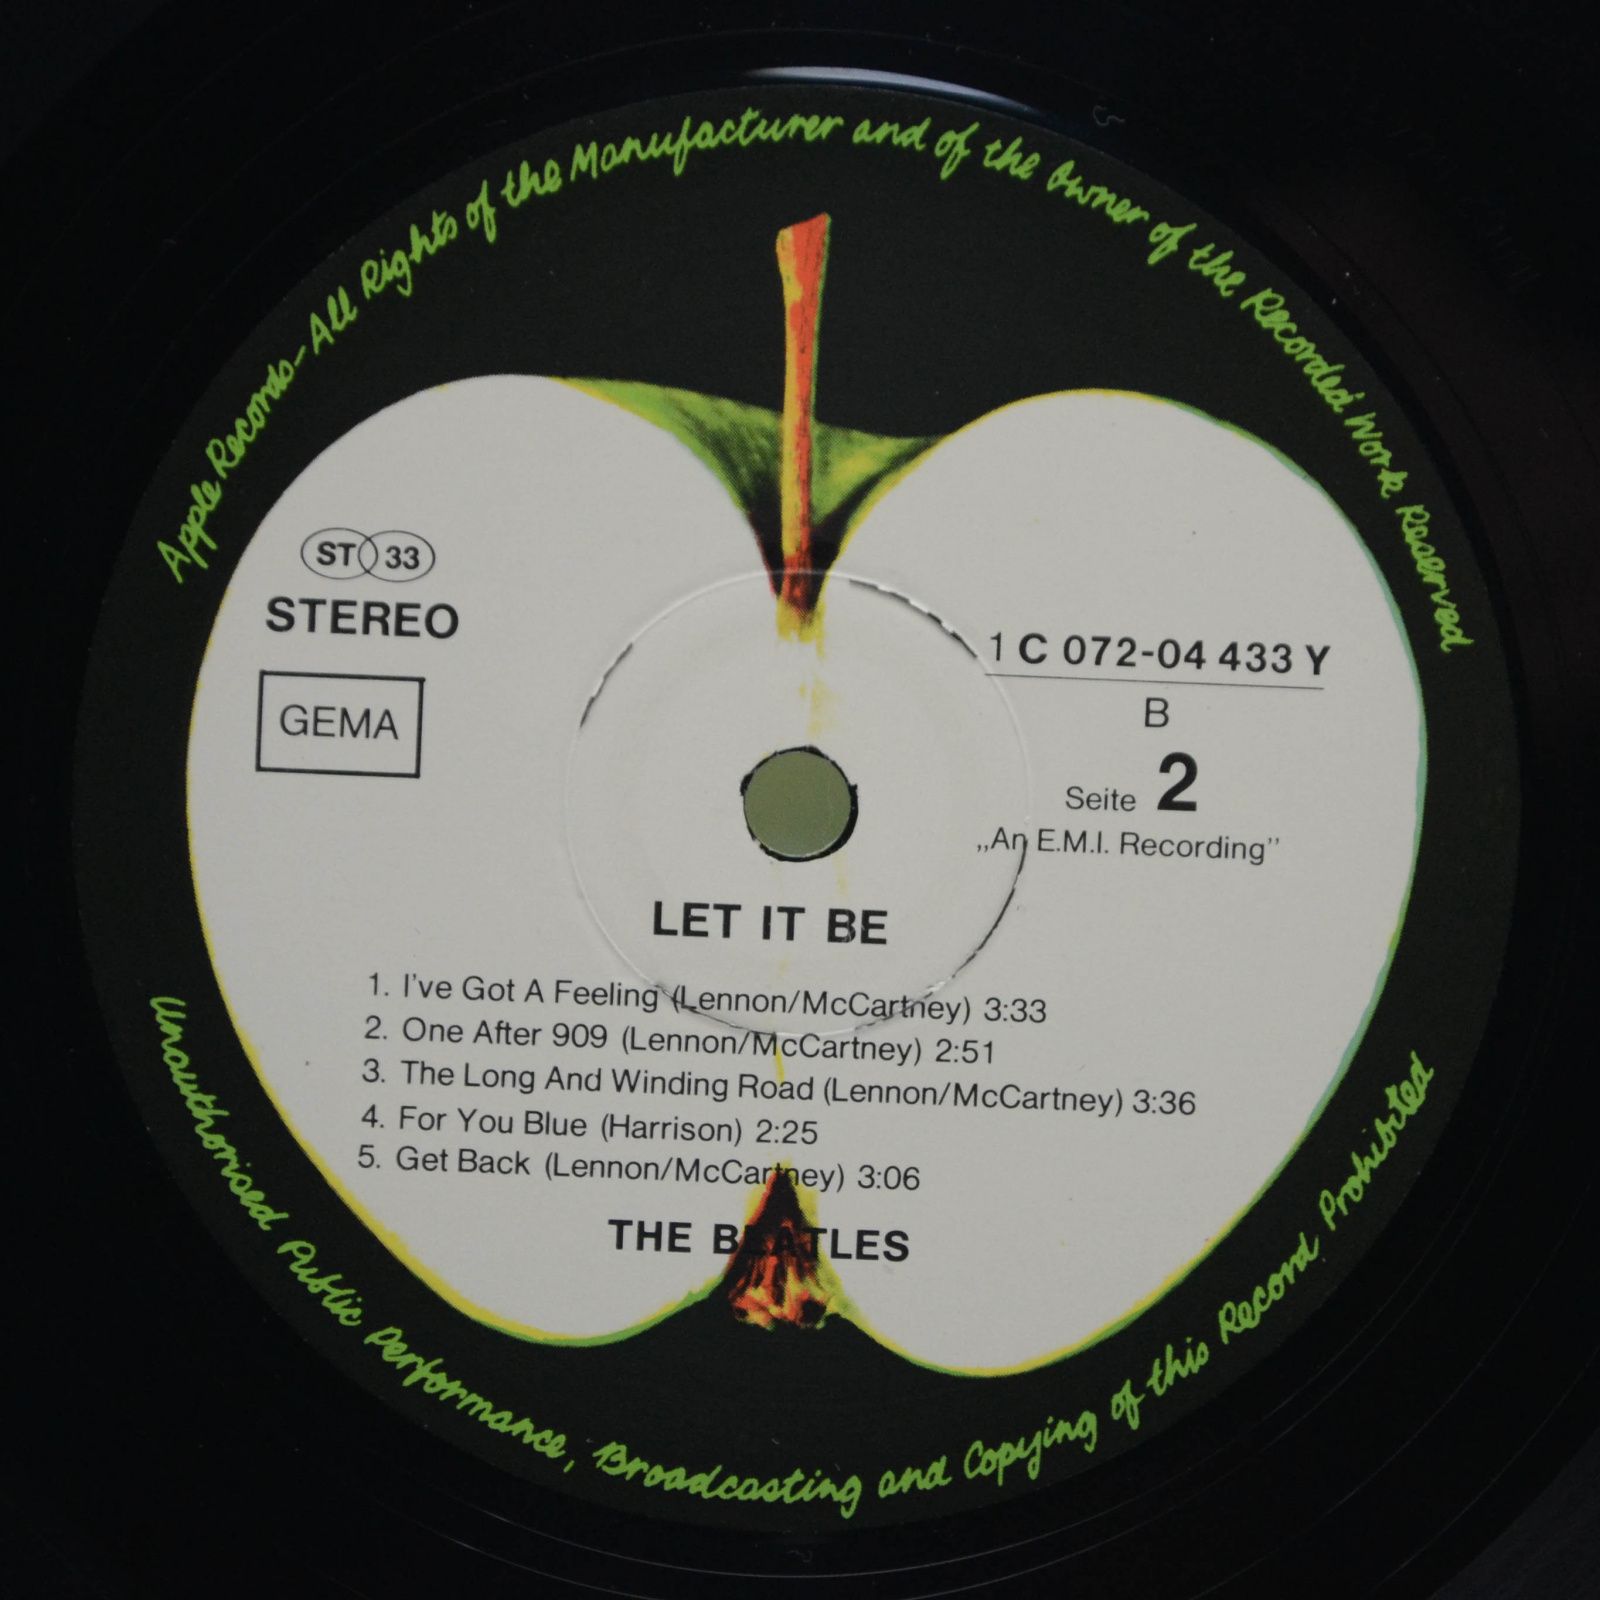 Apple Records-All Rights of the Manufacturer and of the Owner of the Recorded Work Reserved
ST 33
STEREO
GEMA
1 C 072-04 433 Y
B
Seite 2
„An E.M.I. Recording”
LET IT BE
1. I've Got A Feeling (Lennon/McCartney) 3:33
2. One After 909 (Lennon/McCartney) 2:51
3. The Long And Winding Road (Lennon/McCartney) 3:36
4. For You Blue (Harrison) 2:25
5. Get Back (Lennon/McCartney) 3:06
THE BEATLES
Unauthorised Public Performance, Broadcasting and Copying of this Record Prohibited